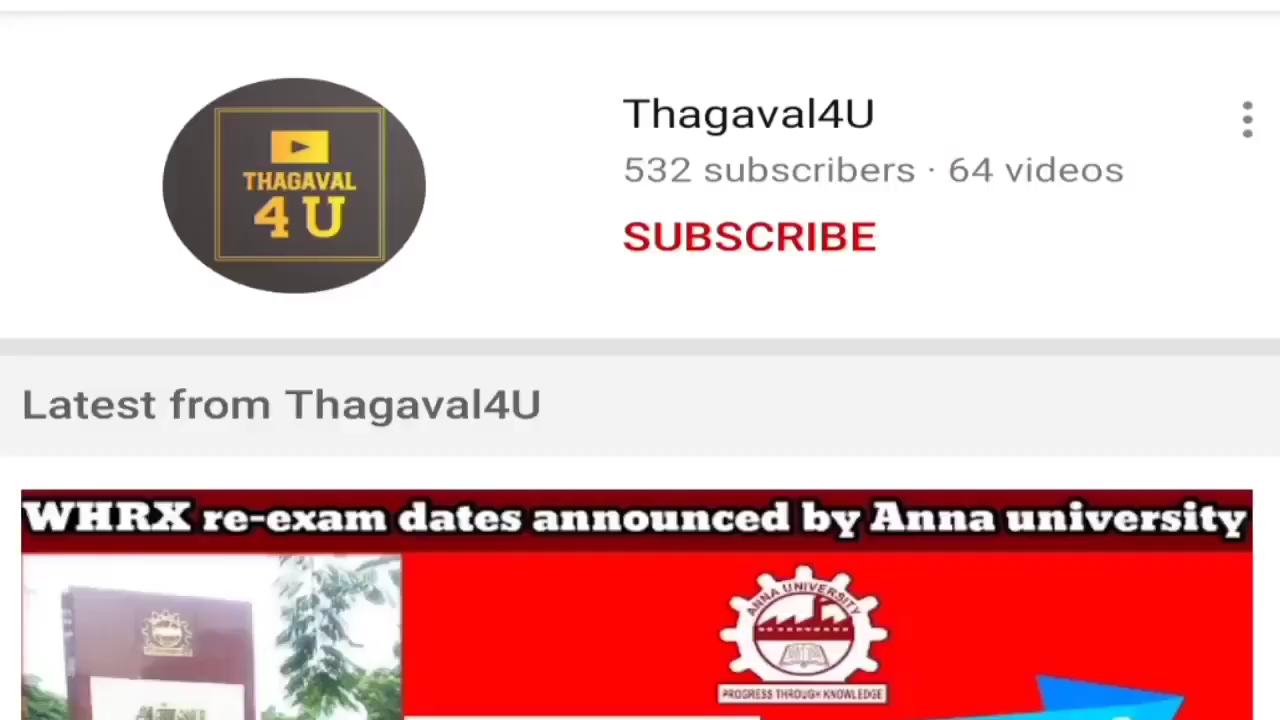 THAGAVAL
4 U
Thagaval4U
532 subscribers · 64 videos
SUBSCRIBE
Latest from Thagaval4U
WHRX re-exam dates announced by Anna university
ANNA UNIVERSITY
PROGRESS THROUGH KNOWLEDGE